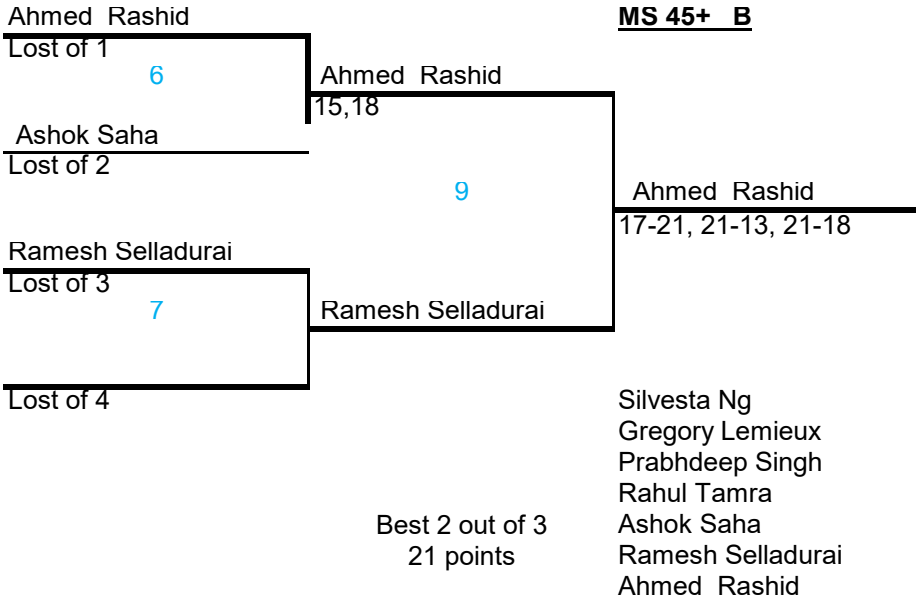 Ahmed Rashid
MS 45+ B
Lost of 1
6
Ahmed Rashid
15,18
Ashok Saha
Lost of 2
9
Ahmed Rashid
17-21, 21-13, 21-18
Ramesh Selladurai
Lost of 3
7
Ramesh Selladurai
Lost of 4
Silvesta Ng
Gregory Lemieux
Prabhdeep Singh
Rahul Tamra
Ashok Saha
Ramesh Selladurai
Ahmed Rashid
Best 2 out of 3
21 points